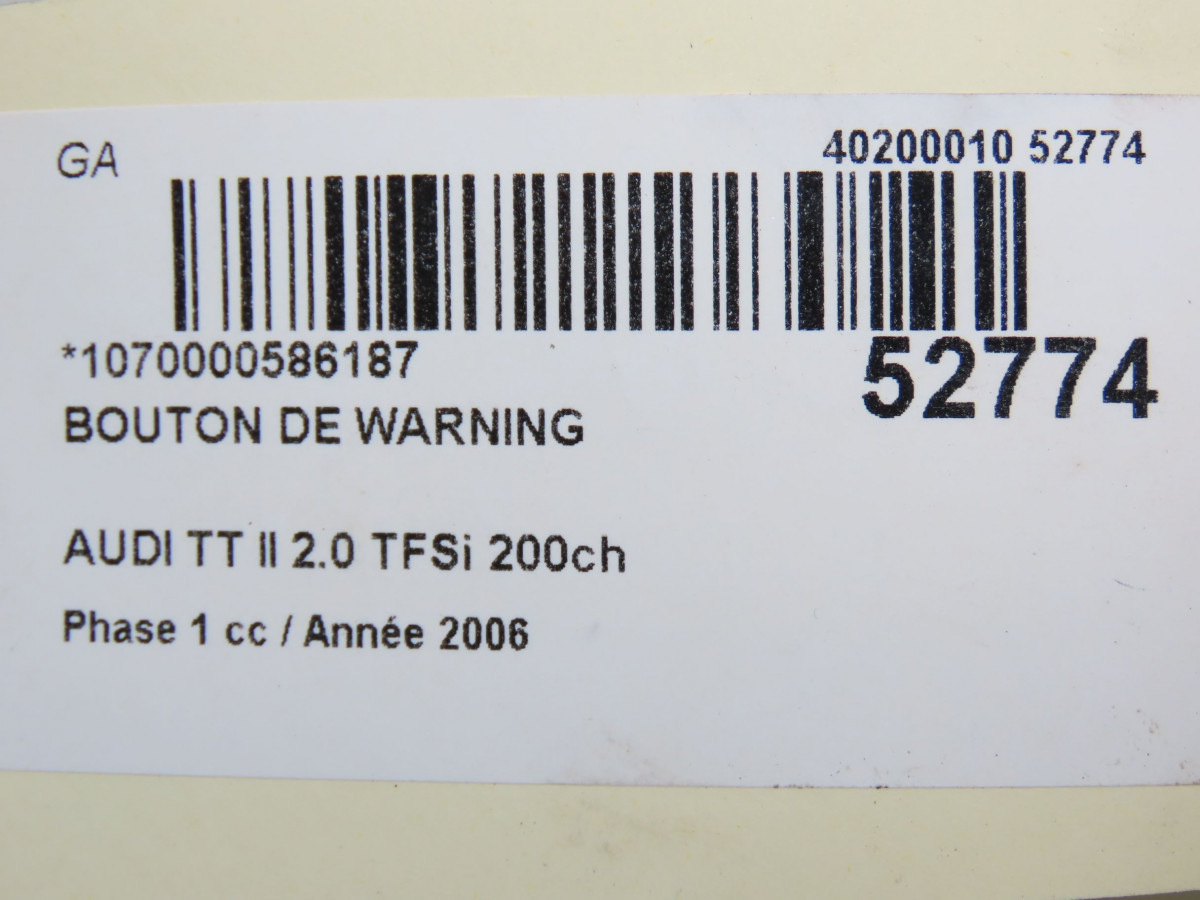 GA
40200010 52774
*1070000586187
52774
BOUTON DE WARNING
AUDI TT II 2.0 TFSi 200ch
Phase 1 cc / Année 2006